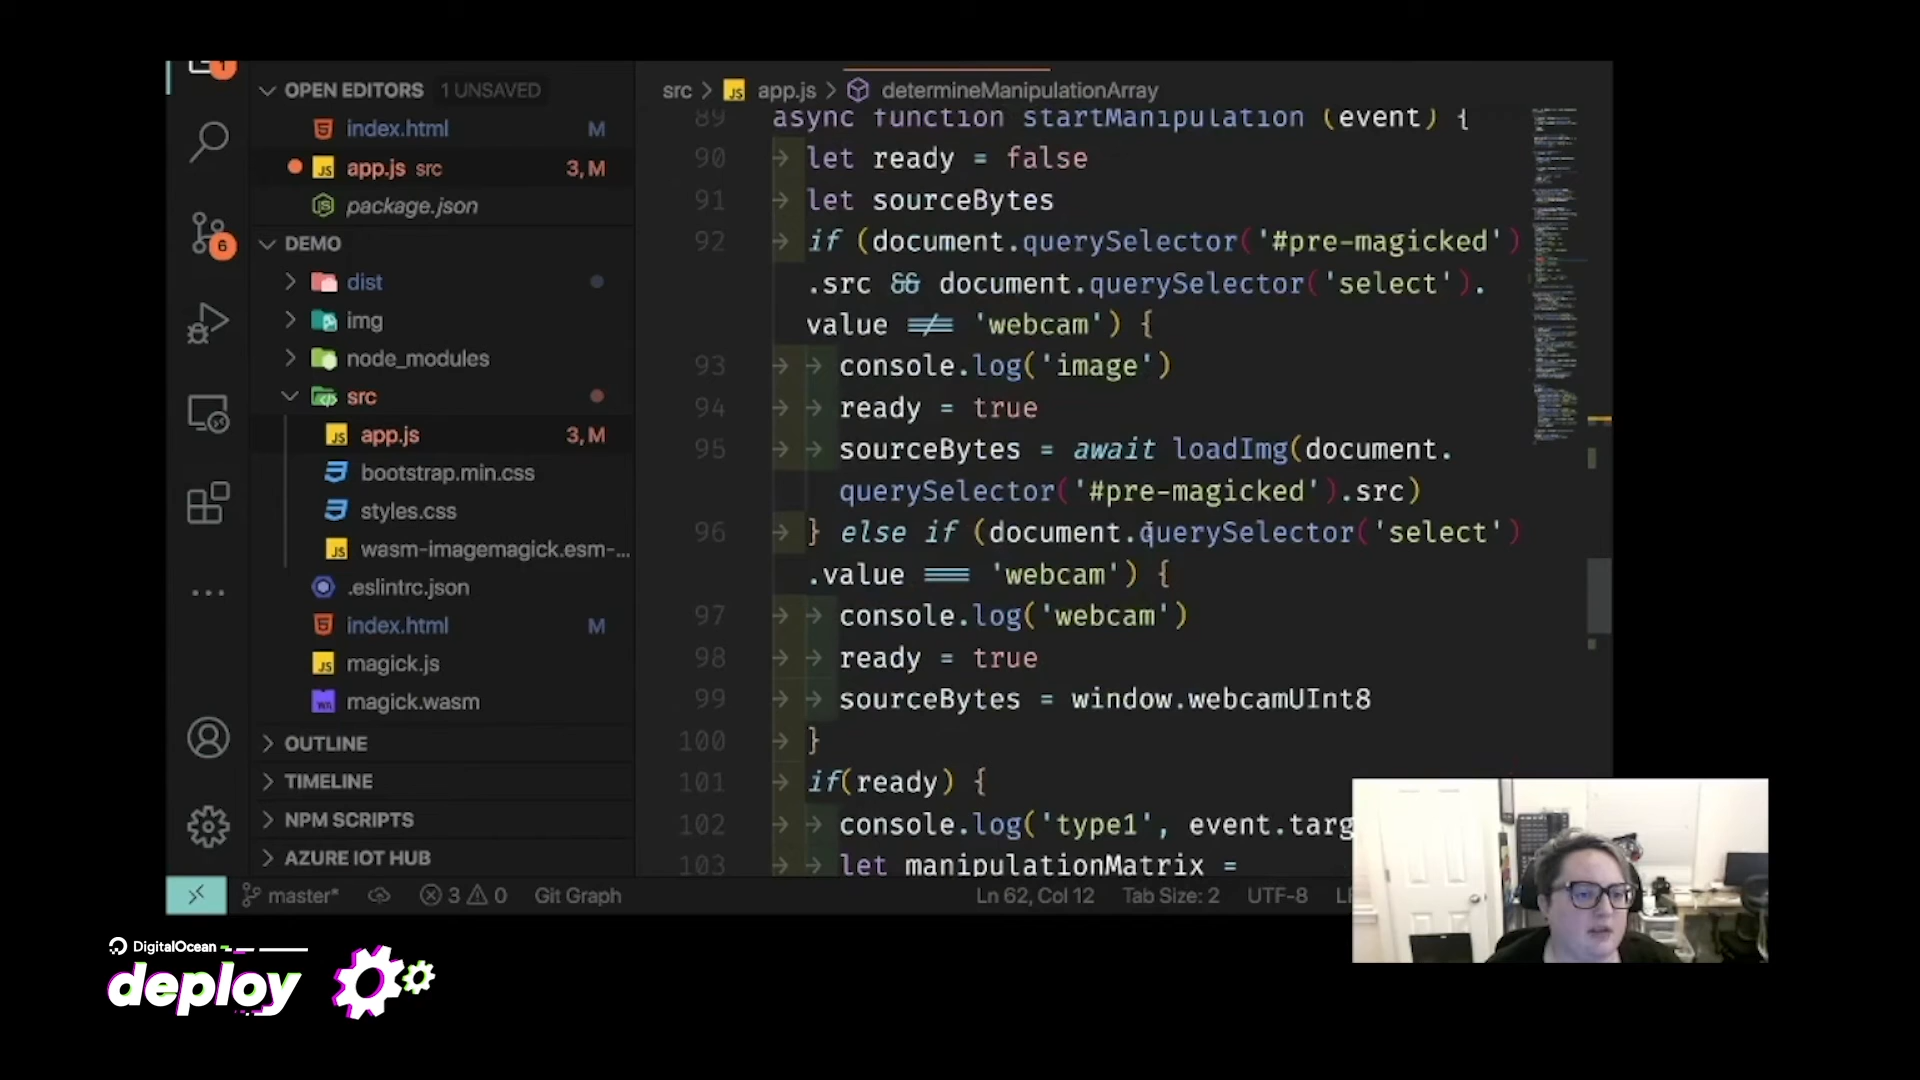 1
OPEN EDITORS 1 UNSAVED
index.html M
app.js src 3, M
package.json
DEMO
dist
img
node_modules
src
app.js 3, M
bootstrap.min.css
styles.css
wasm-imagemagick.esm-...
.eslintrc.json
index.html M
magick.js
magick.wasm
OUTLINE
TIMELINE
NPM SCRIPTS
AZURE IOT HUB
6
src > app.js > determineManipulationArray
89 async function startManipulation (event) {
90 let ready = false
91 let sourceBytes
92 if (document.querySelector('#pre-magicked')
.src && document.querySelector('select').
value !== 'webcam') {
93 console.log('image')
94 ready = true
95 sourceBytes = await loadImg(document.
querySelector('#pre-magicked').src)
96 } else if (document.querySelector('select')
.value === 'webcam') {
97 console.log('webcam')
98 ready = true
99 sourceBytes = window.webcamUInt8
100 }
101 if(ready) {
102 console.log('type1', event.targ
103 let manipulationMatrix =
master* 3 0 Git Graph Ln 62, Col 12 Tab Size: 2 UTF-8 L
DigitalOcean
deploy